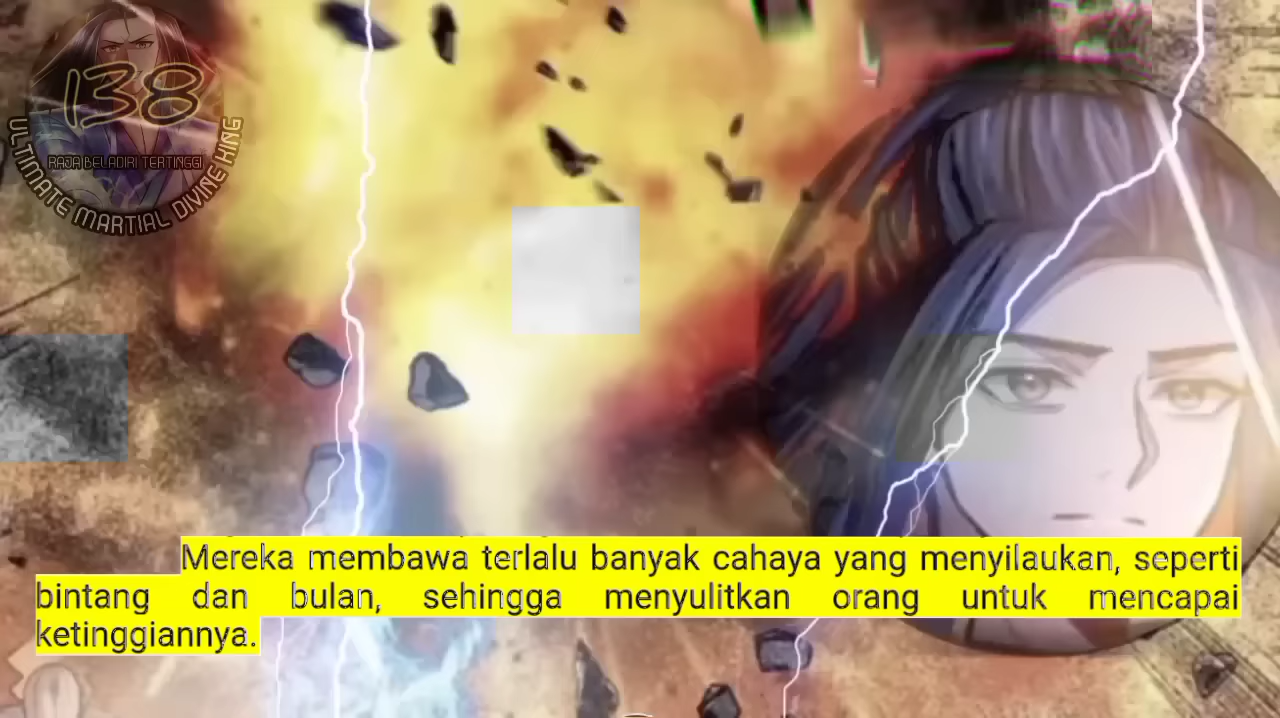 138
RAJA BELADIRI TERTINGGI
ULTIMATE MARTIAL DIVINE KING
Mereka membawa terlalu banyak cahaya yang menyilaukan, seperti
bintang dan bulan, sehingga menyulitkan orang untuk mencapai
ketinggiannya.